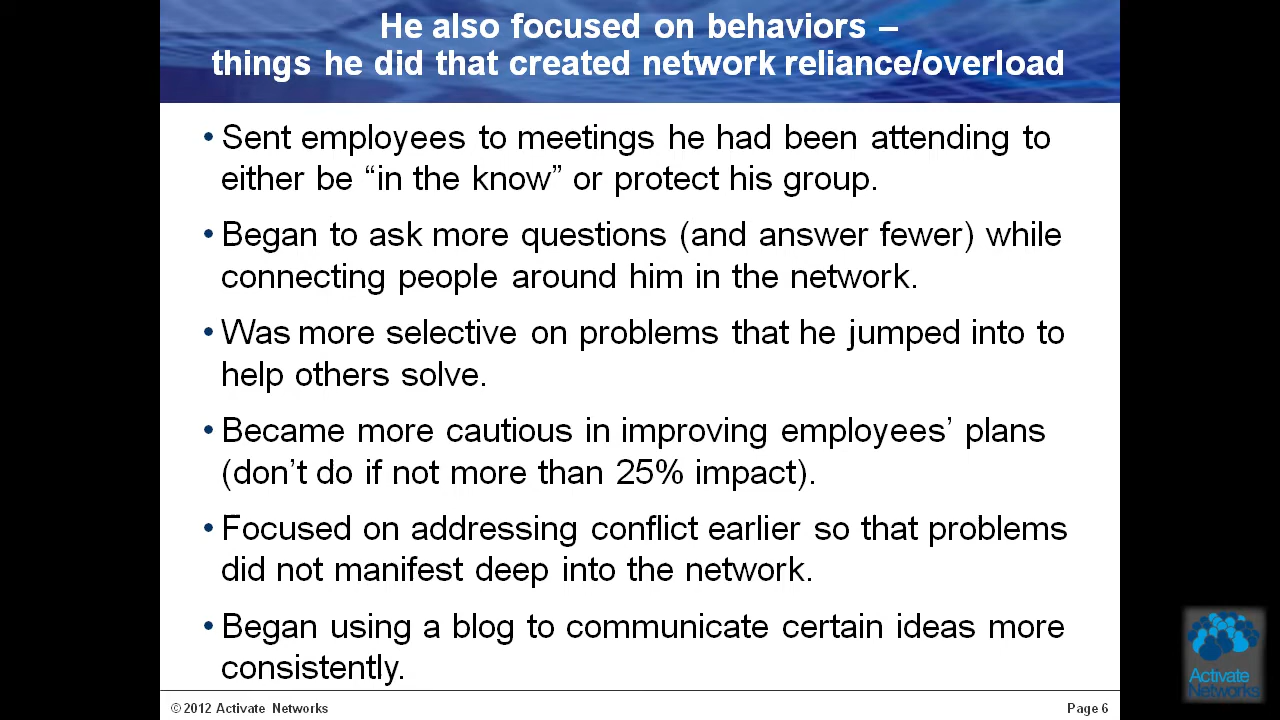 He also focused on behaviors –
things he did that created network reliance/overload
• Sent employees to meetings he had been attending to
either be “in the know” or protect his group.
• Began to ask more questions (and answer fewer) while
connecting people around him in the network.
• Was more selective on problems that he jumped into to
help others solve.
• Became more cautious in improving employees’ plans
(don’t do if not more than 25% impact).
• Focused on addressing conflict earlier so that problems
did not manifest deep into the network.
• Began using a blog to communicate certain ideas more
consistently.
© 2012 Activate Networks
Page 6
Activate
Networks